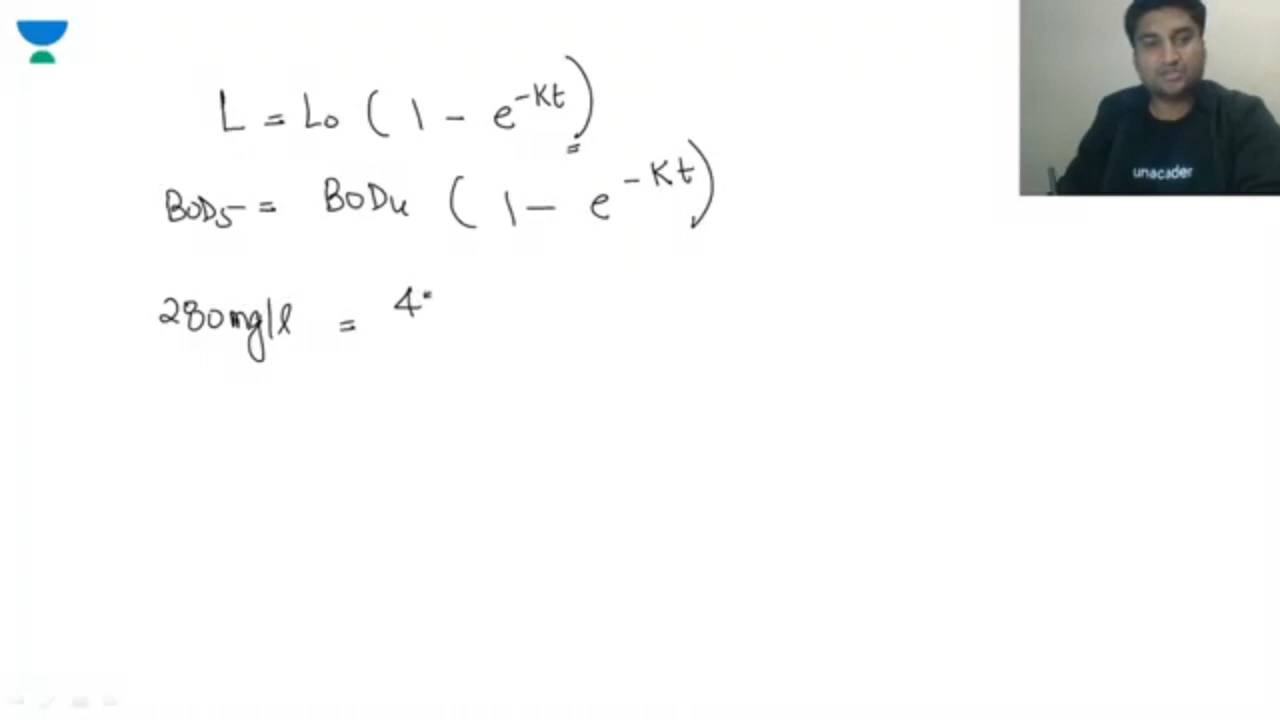 L = Lo ( 1 - e^-Kt )
BOD5 = BODu ( 1 - e^-Kt )
280mg/l = 4
unacader